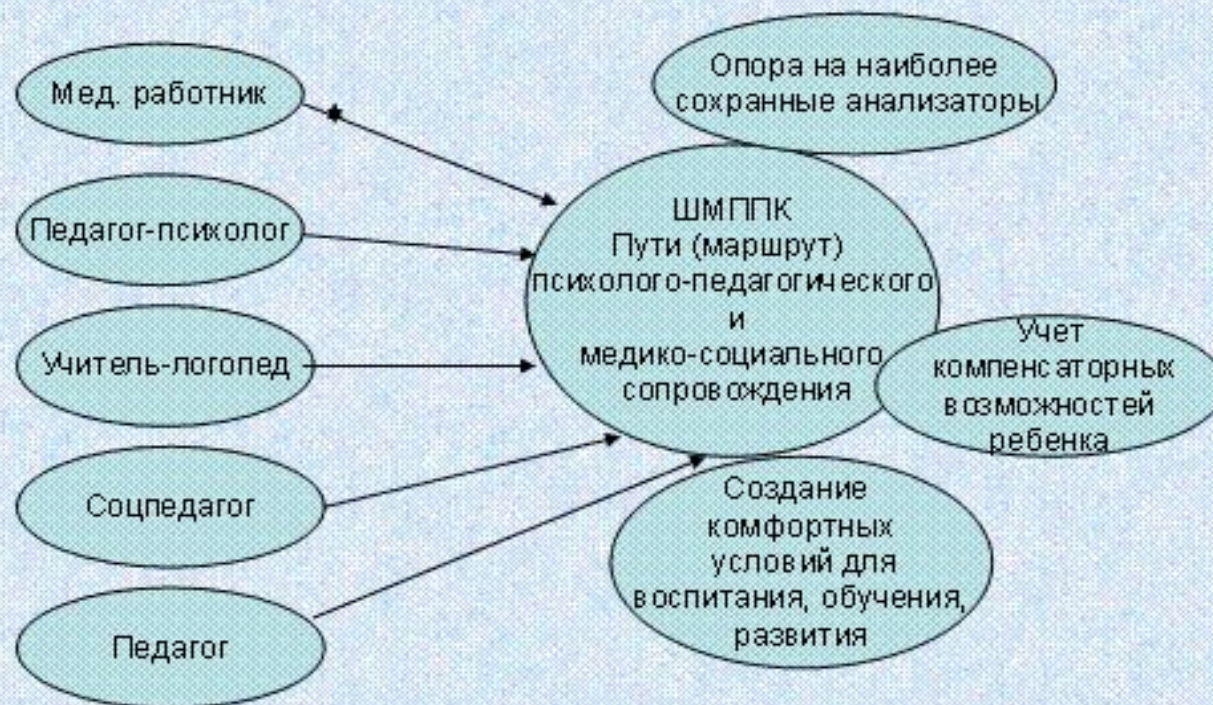 Мед. работник
Педагог-психолог
Учитель-логопед
Соцпедагог
Педагог
Опора на наиболее
сохранные анализаторы
ШМППК
Пути (маршрут)
психолого-педагогического
и
медико-социального
сопровождения
Учет
компенсаторных
возможностей
ребенка
Создание
комфортных
условий для
воспитания, обучения,
развития